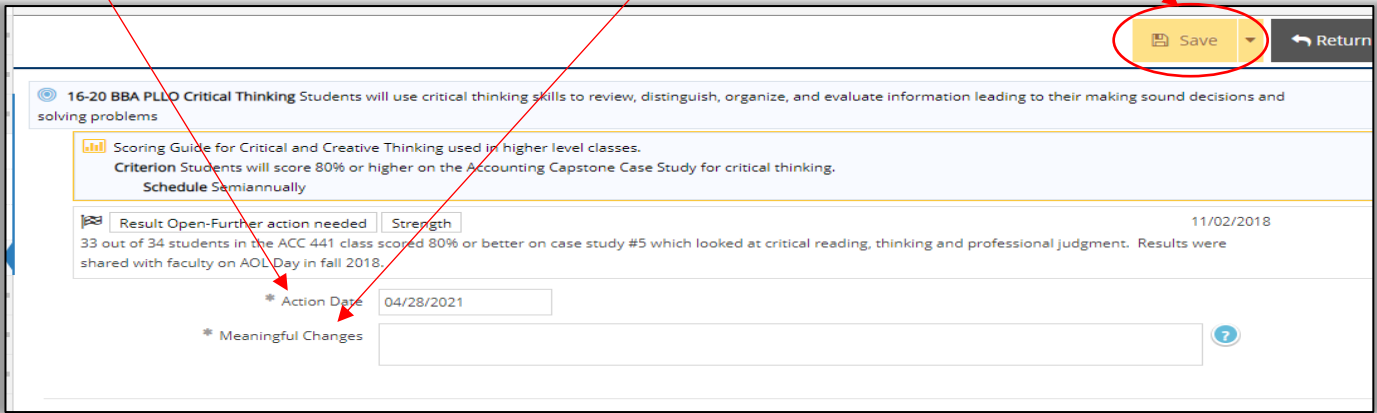 Save
Return
16-20 BBA PLLO Critical Thinking Students will use critical thinking skills to review, distinguish, organize, and evaluate information leading to their making sound decisions and
solving problems
Scoring Guide for Critical and Creative Thinking used in higher level classes.
Criterion Students will score 80% or higher on the Accounting Capstone Case Study for critical thinking.
Schedule Semiannually
Result Open-Further action needed Strength 11/02/2018
33 out of 34 students in the ACC 441 class scored 80% or better on case study #5 which looked at critical reading, thinking and professional judgment. Results were
shared with faculty on AOL Day in fall 2018.
* Action Date 04/28/2021
* Meaningful Changes ?